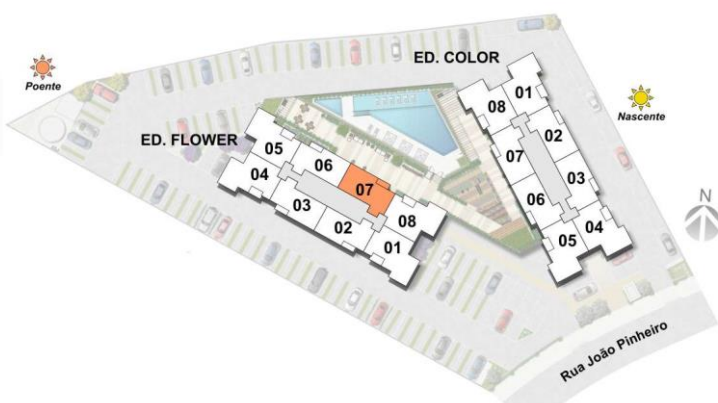 ED. COLOR
Poente
Nascente
ED. FLOWER
05
06
07
08
04
03
02
01
08
01
07
02
06
03
05
04
N
Rua João Pinheiro